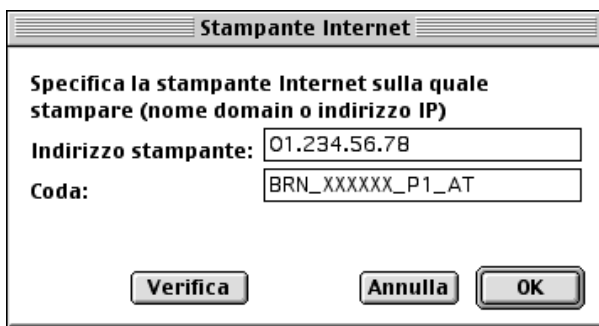 Stampante Internet
Specifica la stampante Internet sulla quale
stampare (nome domain o indirizzo IP)
Indirizzo stampante: 01.234.56.78
Coda: BRN_XXXXXX_P1_AT
Verifica Annulla OK